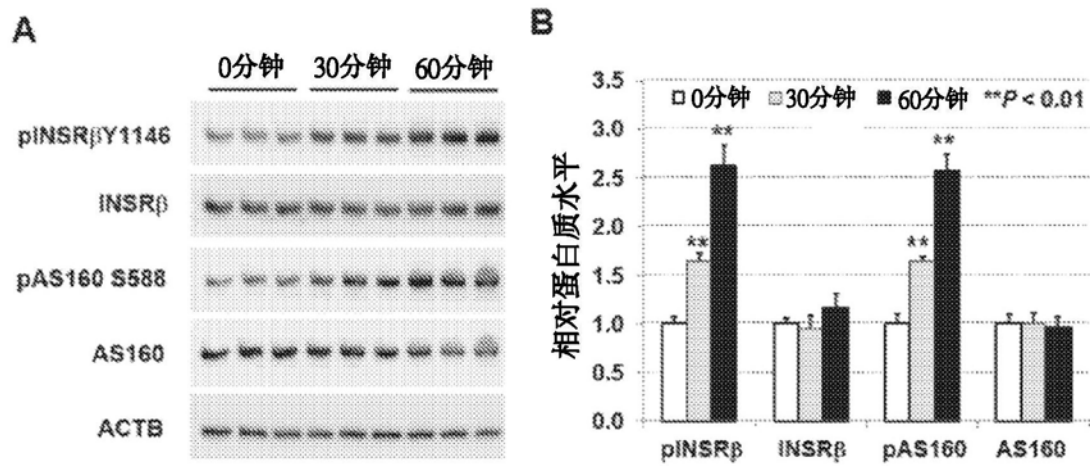 A
0分钟 30分钟 60分钟
pINSRβY1146
INSRβ
pAS160 S588
AS160
ACTB
B
3.5
0分钟 30分钟 60分钟 **P < 0.01
3.0
2.5
2.0
1.5
1.0
0.5
0.0
相对蛋白质水平
** ** ** **
pINSRβ INSRβ pAS160 AS160